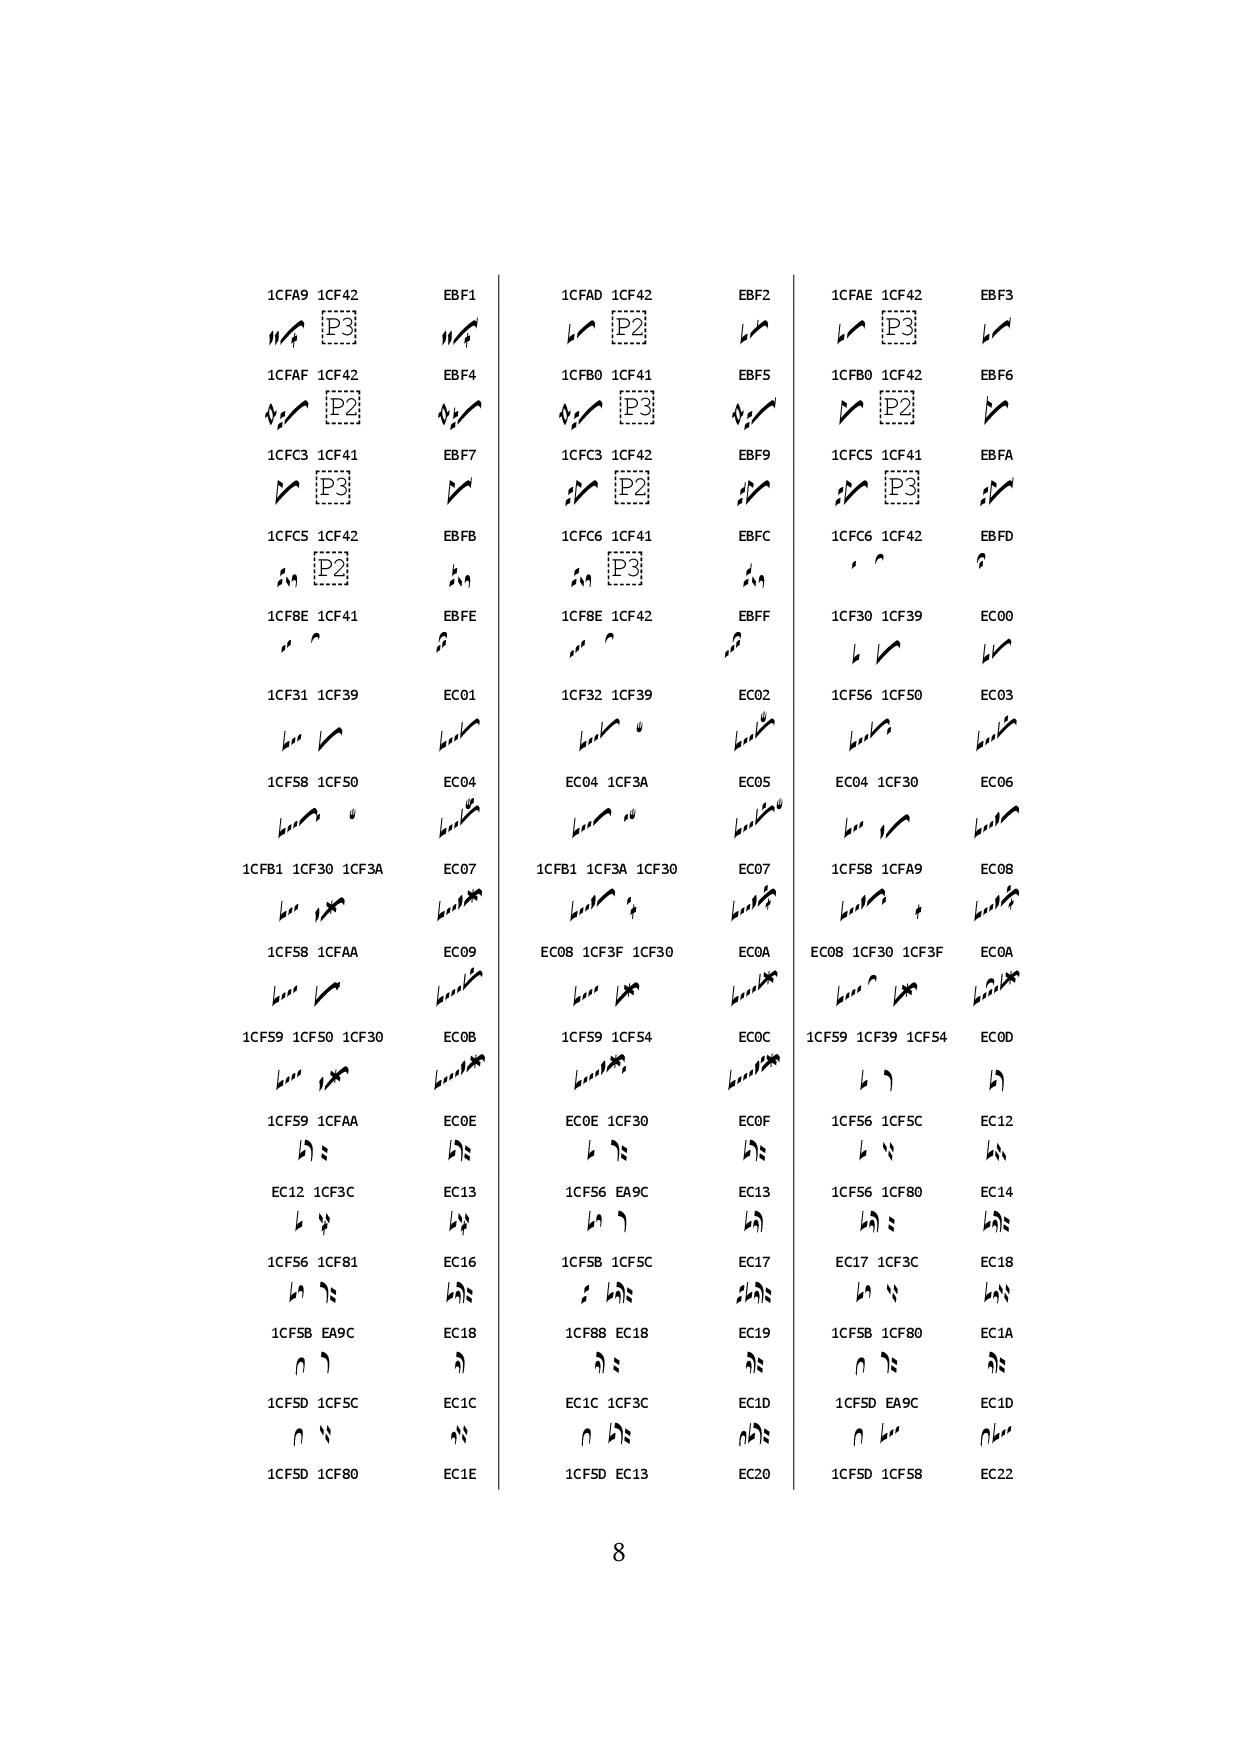 1CFA9 1CF42 EBF1 1CFAD 1CF42 EBF2 1CFAE 1CF42 EBF3
P3 P2 P3
1CFAF 1CF42 EBF4 1CFB0 1CF41 EBF5 1CFB0 1CF42 EBF6
P2 P3 P2
1CFC3 1CF41 EBF7 1CFC3 1CF42 EBF9 1CFC5 1CF41 EBFA
P3 P2 P3
1CFC5 1CF42 EBFB 1CFC6 1CF41 EBFC 1CFC6 1CF42 EBFD
P2 P3
1CF8E 1CF41 EBFE 1CF8E 1CF42 EBFF 1CF30 1CF39 EC00
1CF31 1CF39 EC01 1CF32 1CF39 EC02 1CF56 1CF50 EC03
1CF58 1CF50 EC04 EC04 1CF3A EC05 EC04 1CF30 EC06
1CFB1 1CF30 1CF3A EC07 1CFB1 1CF3A 1CF30 EC07 1CF58 1CFA9 EC08
1CF58 1CFAA EC09 EC08 1CF3F 1CF30 EC0A EC08 1CF30 1CF3F EC0A
1CF59 1CF50 1CF30 EC0B 1CF59 1CF54 EC0C 1CF59 1CF39 1CF54 EC0D
1CF59 1CFAA EC0E EC0E 1CF30 EC0F 1CF56 1CF5C EC12
EC12 1CF3C EC13 1CF56 EA9C EC13 1CF56 1CF80 EC14
1CF56 1CF81 EC16 1CF5B 1CF5C EC17 EC17 1CF3C EC18
1CF5B EA9C EC18 1CF88 EC18 EC19 1CF5B 1CF80 EC1A
1CF5D 1CF5C EC1C EC1C 1CF3C EC1D 1CF5D EA9C EC1D
1CF5D 1CF80 EC1E 1CF5D EC13 EC20 1CF5D 1CF58 EC22
8